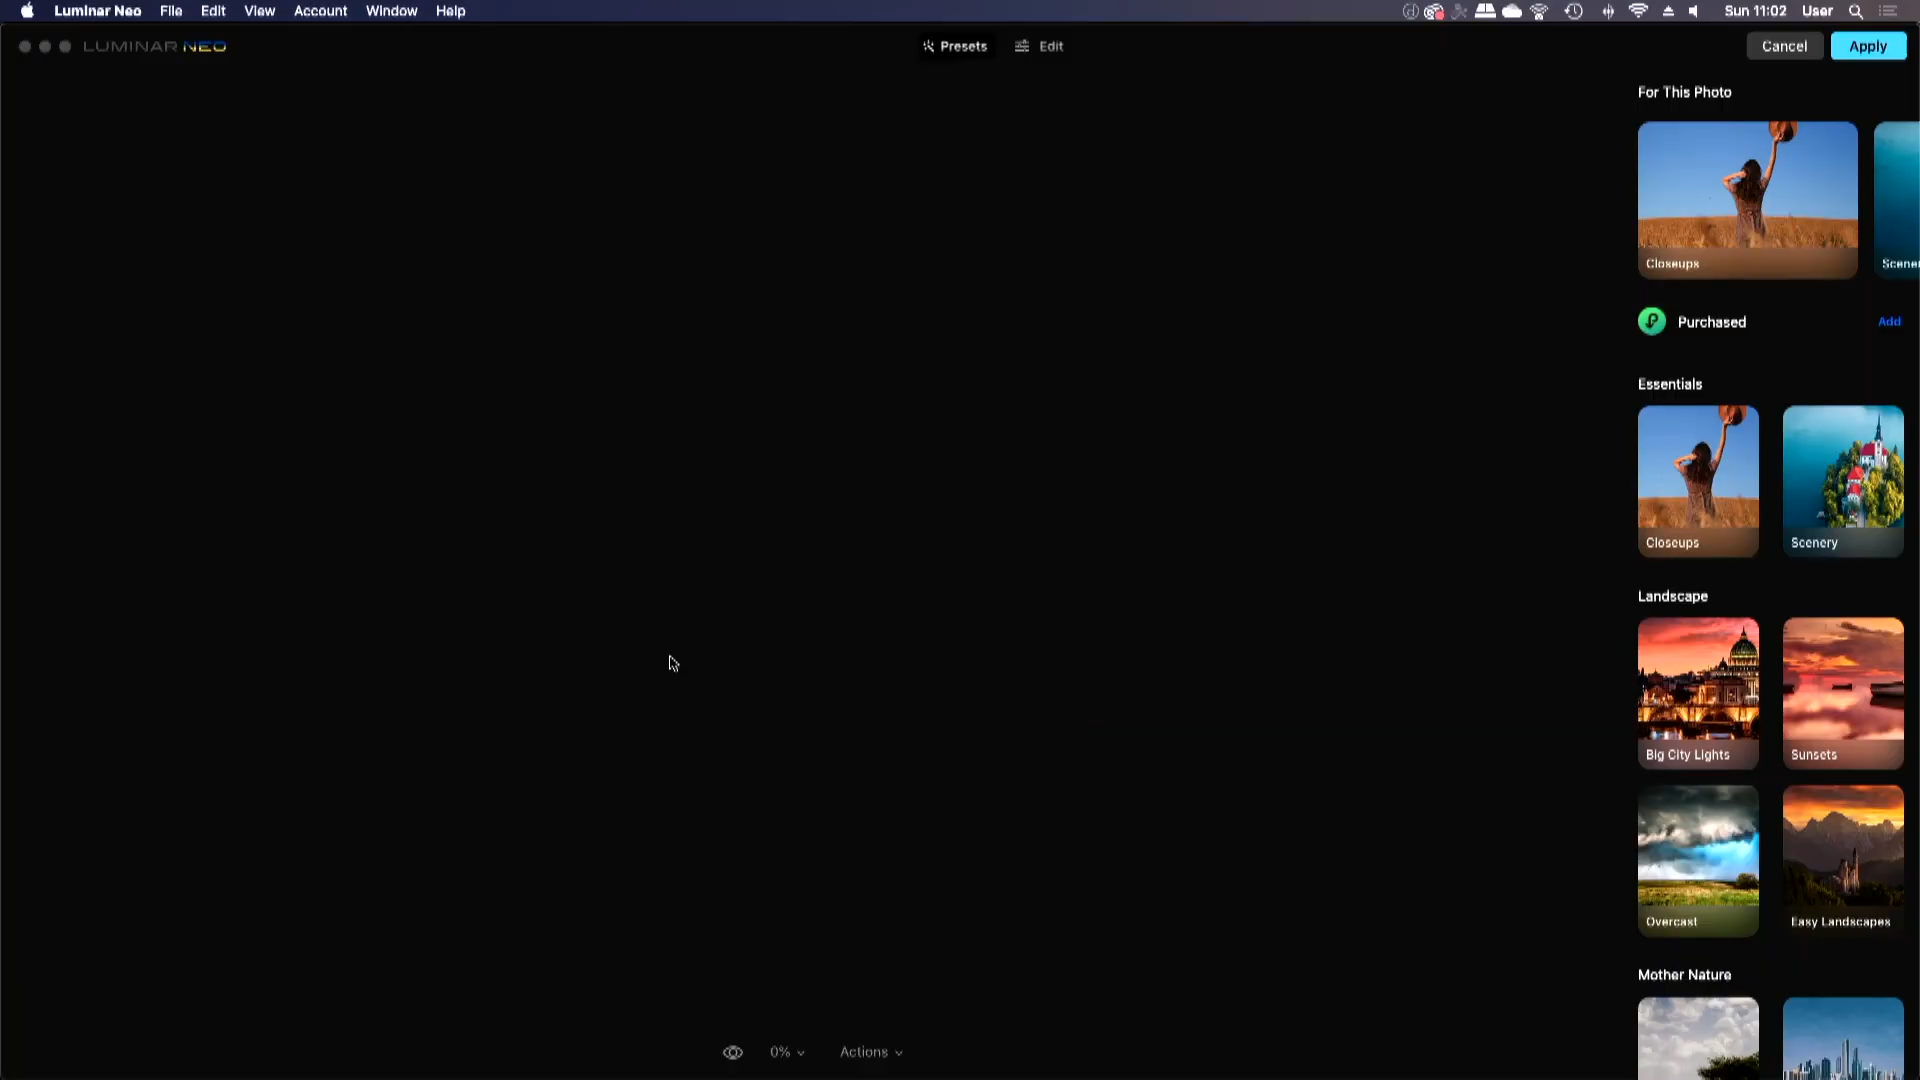 Luminar Neo File Edit View Account Window Help Sun 11:02 User
LUMINAR NEO Presets Edit Cancel Apply
For This Photo
Closeups
Scene
Purchased Add
Essentials
Closeups
Scenery
Landscape
Big City Lights
Sunsets
Overcast
Easy Landscapes
Mother Nature
0% Actions